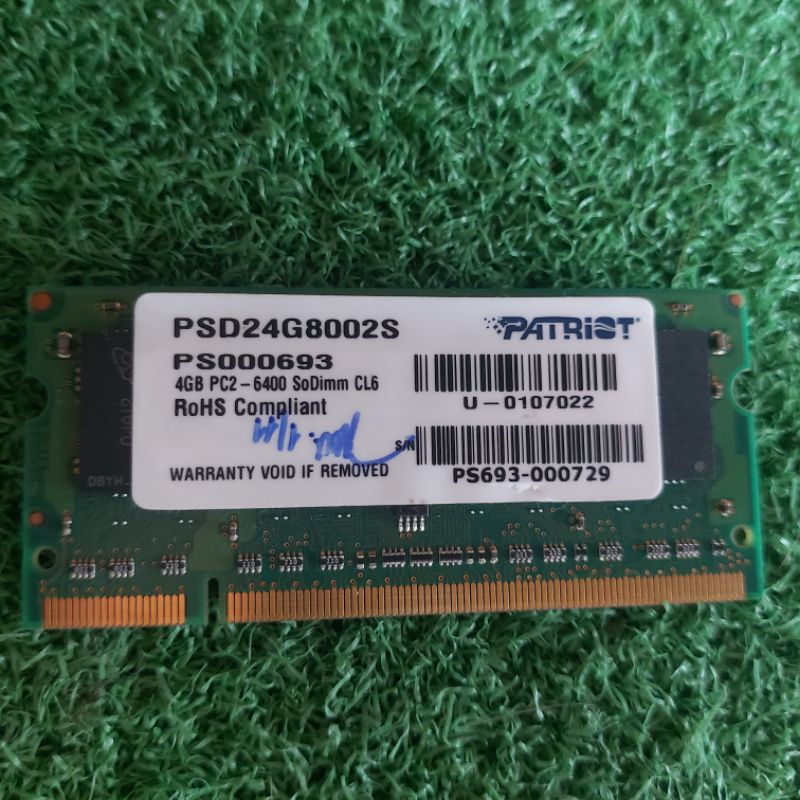 PSD24G8002S
PATRIOT
PS000693
4GB PC2-6400 SoDimm CL6
RoHS Compliant
U-0107022
S/N
WARRANTY VOID IF REMOVED
PS693-000729